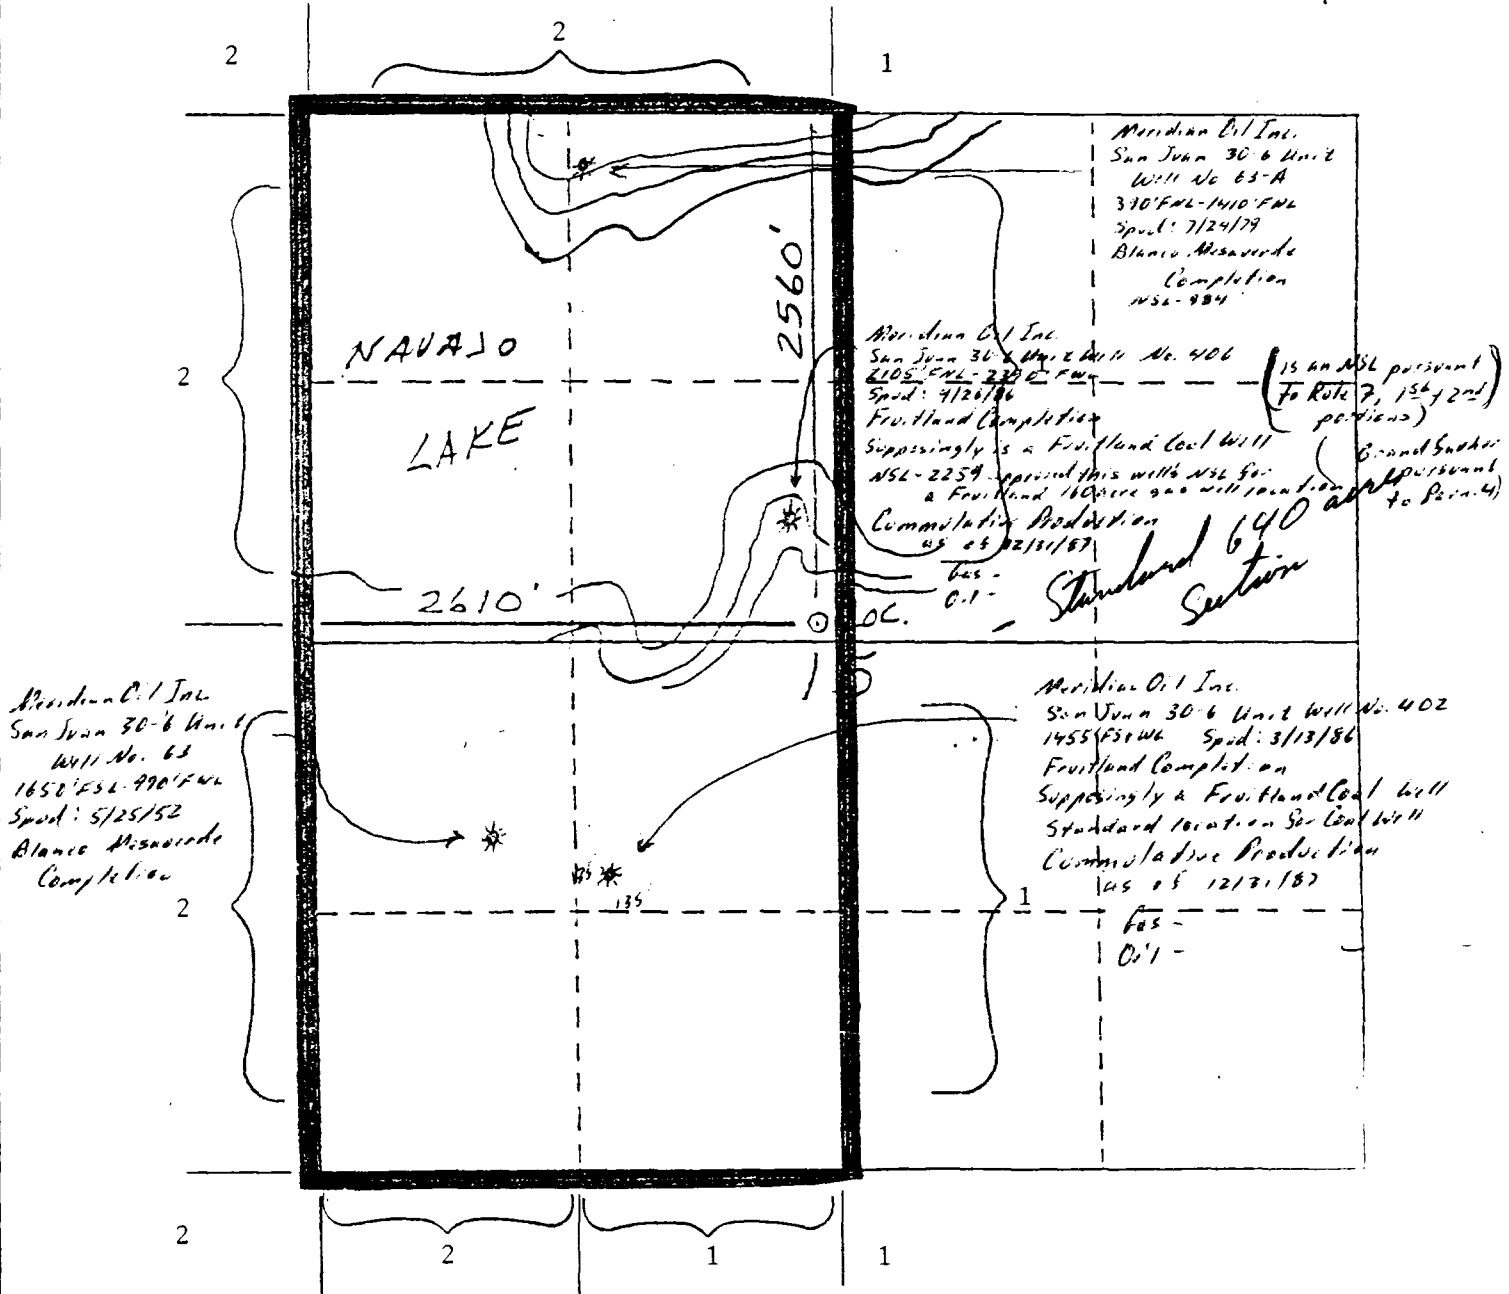 2
2
1
Meridian Oil Inc.
San Juan 30-6 Unit
Well No 63-A
390'FNL-1410'FWL
Spud: 7/24/79
Blanco Mesaverde
Completion
NSL-984
2560'
NAVAJO
LAKE
2
Meridian Oil Inc.
San Juan 30-6 Unit Well No. 406
2105'FNL-2390'FWL
Spud: 4/26/86
Fruitland Completion
Supposingly is a Fruitland Coal Well
NSL-2259 approved this well's NSL for
a Fruitland 160 acre gas well location
Commulative Production
as of 12/31/87
Gas -
Oil -
(is an NSL pursuant
to Rule 7, 1st & 2nd
portions)
pursuant
to
Standard 640 acre
Section
2610'
LOC.
15
Meridian Oil Inc.
San Juan 30-6 Unit
Well No. 63
1650'FSL-990'FWL
Spud: 5/25/52
Blanco Mesaverde
Completion
Meridian Oil Inc.
San Juan 30-6 Unit Well No. 402
1455'FS&WL Spud: 3/13/86
Fruitland Completion
Supposingly a Fruitland Coal Well
Standard location for Coal Well
Commulative Production
as of 12/31/87
Gas -
Oil -
135
2
1
2
2
1
1